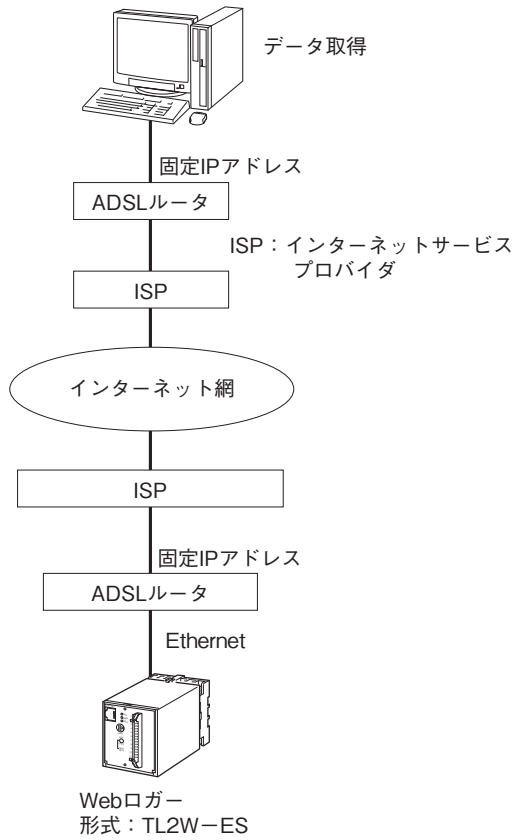 データ取得
固定IPアドレス
ADSLルータ
ISP：インターネットサービス
プロバイダ
ISP
インターネット網
ISP
固定IPアドレス
ADSLルータ
Ethernet
Webロガー
形式：TL2W－ES